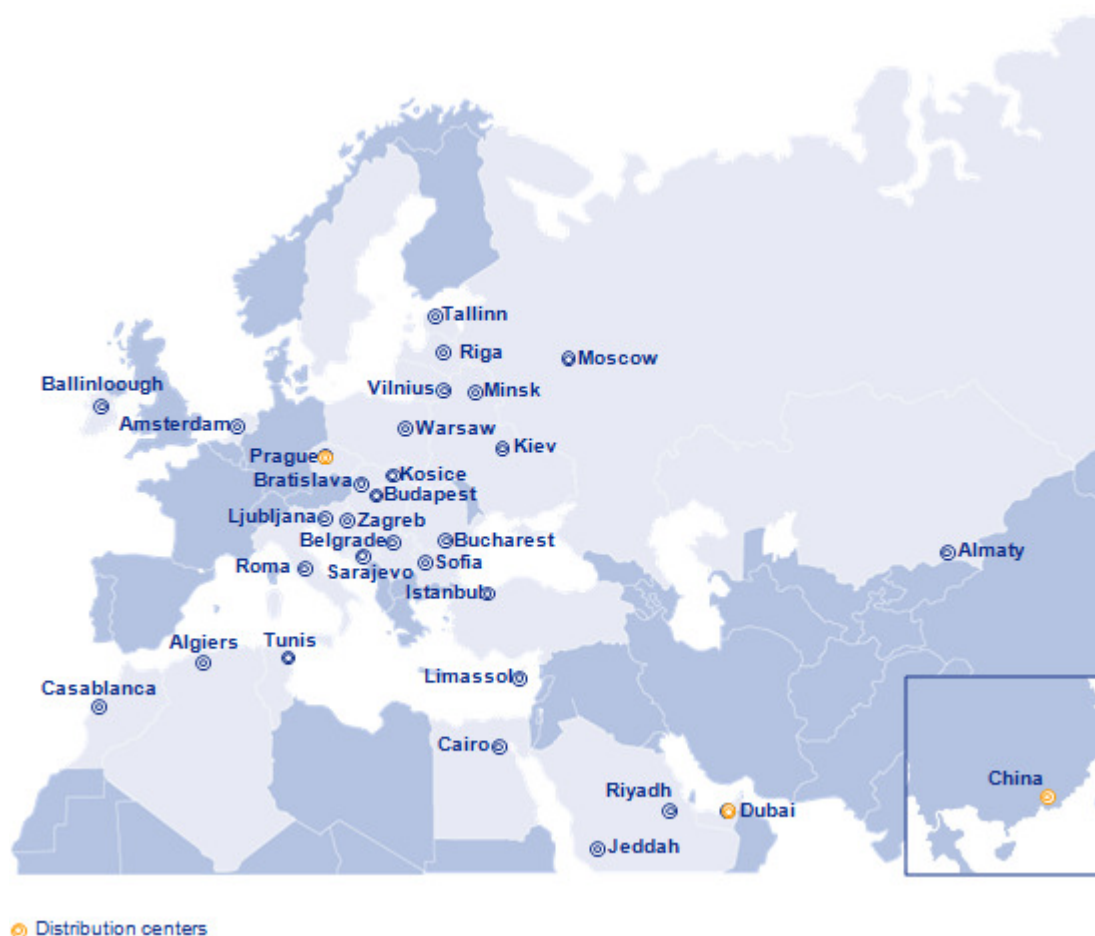 Tallinn
Riga
Moscow
Ballinloough
Vilnius
Minsk
Amsterdam
Warsaw
Kiev
Prague
Kosice
Bratislava
Budapest
Ljubljana
Zagreb
Belgrade
Bucharest
Almaty
Roma
Sarajevo
Sofia
Istanbul
Algiers
Tunis
Limassol
Casablanca
Cairo
China
Riyadh
Dubai
Jeddah
Distribution centers